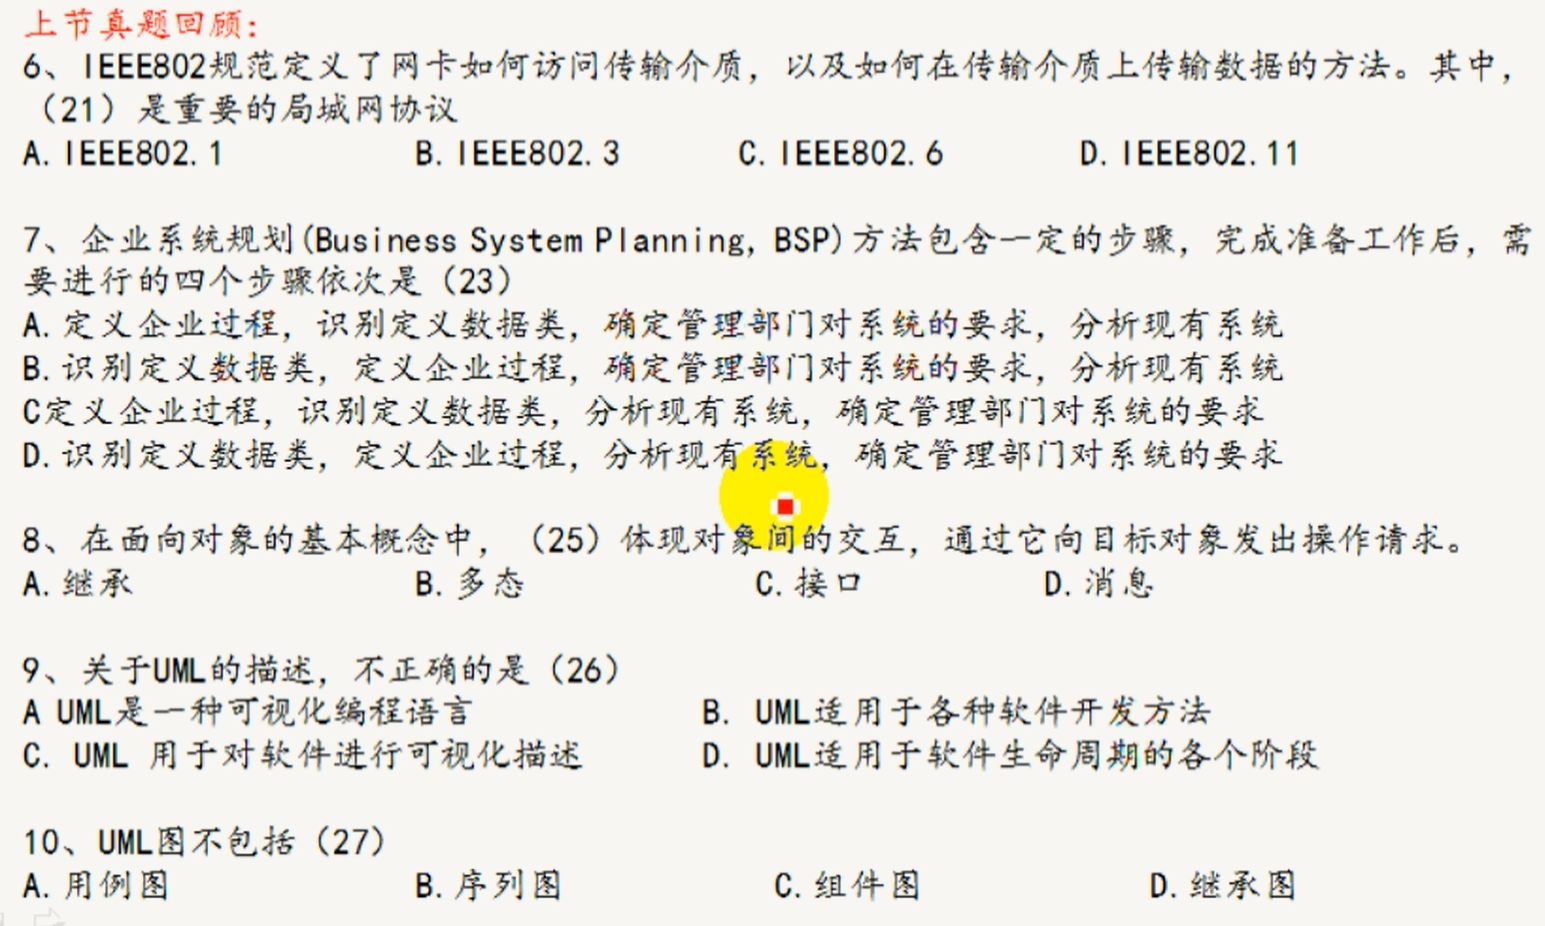 上节真题回顾：
6、IEEE802规范定义了网卡如何访问传输介质，以及如何在传输介质上传输数据的方法。其中，
（21）是重要的局城网协议
A. IEEE802.1 B. IEEE802.3 C. IEEE802.6 D. IEEE802.11
7、企业系统规划(Business System Planning, BSP)方法包含一定的步骤，完成准备工作后，需
要进行的四个步骤依次是（23）
A. 定义企业过程，识别定义数据类，确定管理部门对系统的要求，分析现有系统
B. 识别定义数据类，定义企业过程，确定管理部门对系统的要求，分析现有系统
C定义企业过程，识别定义数据类，分析现有系统，确定管理部门对系统的要求
D. 识别定义数据类，定义企业过程，分析现有系统，确定管理部门对系统的要求
8、在面向对象的基本概念中，（25）体现对象间的交互，通过它向目标对象发出操作请求。
A. 继承 B. 多态 C. 接口 D. 消息
9、关于UML的描述，不正确的是（26）
A UML是一种可视化编程语言 B. UML适用于各种软件开发方法
C. UML 用于对软件进行可视化描述 D. UML适用于软件生命周期的各个阶段
10、UML图不包括（27）
A. 用例图 B. 序列图 C. 组件图 D. 继承图